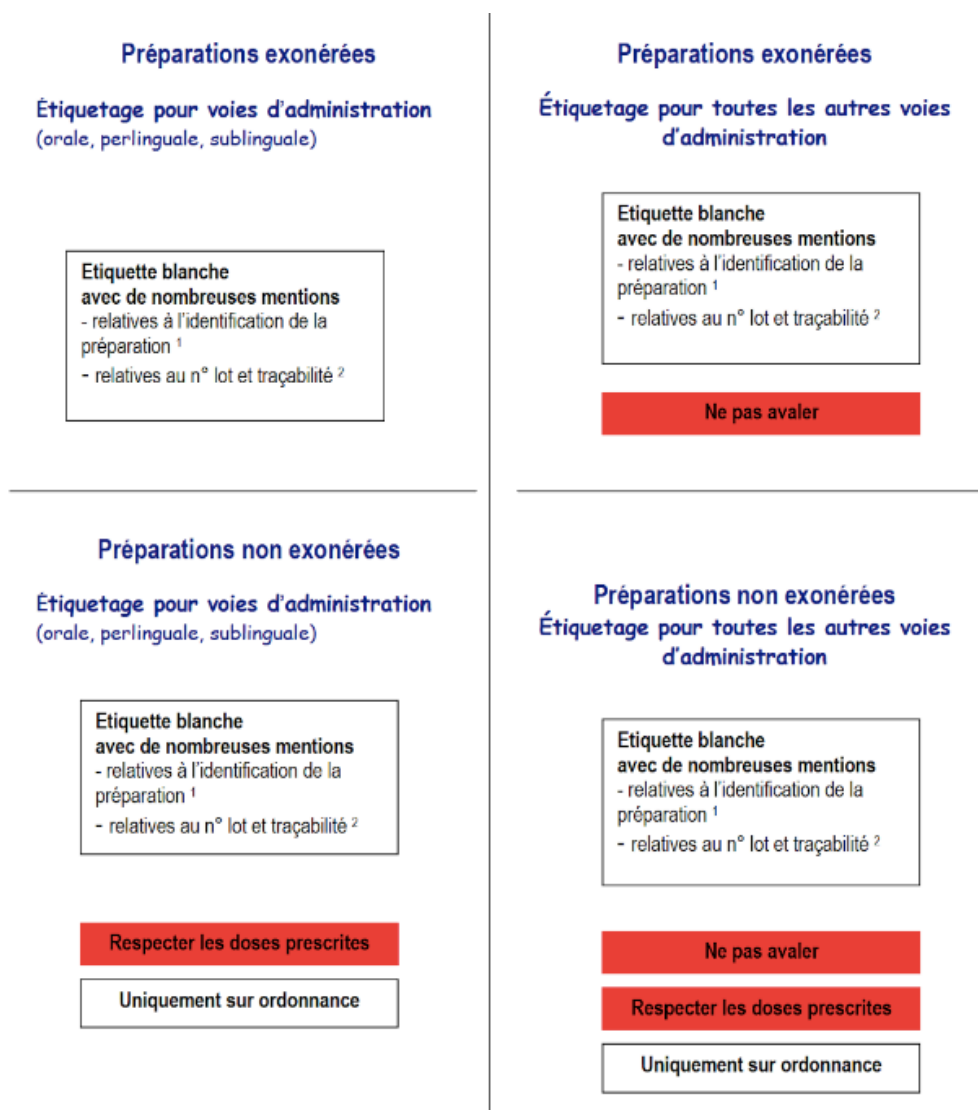 Préparations exonérées
Étiquetage pour voies d'administration
(orale, perlinguale, sublinguale)
Etiquette blanche
avec de nombreuses mentions
- relatives à l'identification de la
préparation ¹
- relatives au n° lot et traçabilité ²
Préparations exonérées
Étiquetage pour toutes les autres voies
d'administration
Etiquette blanche
avec de nombreuses mentions
- relatives à l'identification de la
préparation ¹
- relatives au n° lot et traçabilité ²
Ne pas avaler
Préparations non exonérées
Étiquetage pour voies d'administration
(orale, perlinguale, sublinguale)
Etiquette blanche
avec de nombreuses mentions
- relatives à l'identification de la
préparation ¹
- relatives au n° lot et traçabilité ²
Respecter les doses prescrites
Uniquement sur ordonnance
Préparations non exonérées
Étiquetage pour toutes les autres voies
d'administration
Etiquette blanche
avec de nombreuses mentions
- relatives à l'identification de la
préparation ¹
- relatives au n° lot et traçabilité ²
Ne pas avaler
Respecter les doses prescrites
Uniquement sur ordonnance